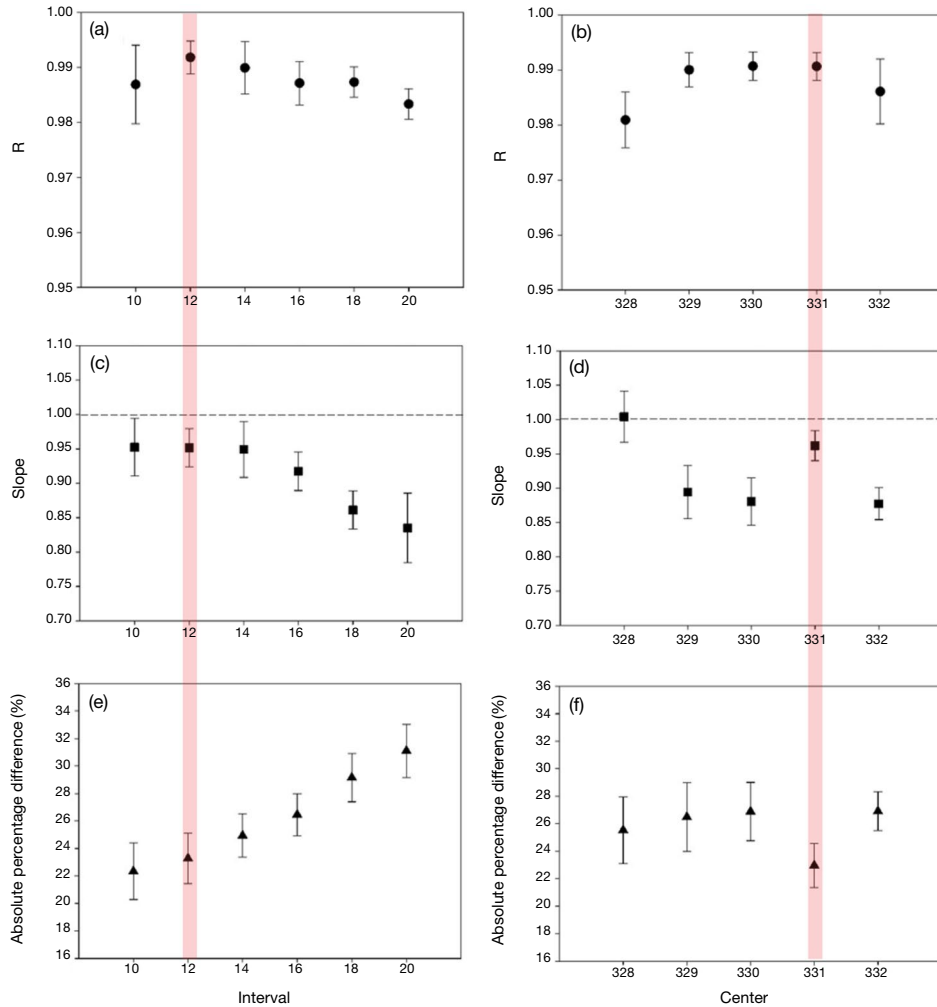 (a)
R
1.00
0.99
0.98
0.97
0.96
0.95
10 12 14 16 18 20
(b)
R
1.00
0.99
0.98
0.97
0.96
0.95
328 329 330 331 332
(c)
Slope
1.10
1.05
1.00
0.95
0.90
0.85
0.80
0.75
0.70
10 12 14 16 18 20
(d)
Slope
1.10
1.05
1.00
0.95
0.90
0.85
0.80
0.75
0.70
328 329 330 331 332
(e)
Absolute percentage difference (%)
36
34
32
30
28
26
24
22
20
18
16
10 12 14 16 18 20
Interval
(f)
Absolute percentage difference (%)
36
34
32
30
28
26
24
22
20
18
16
328 329 330 331 332
Center